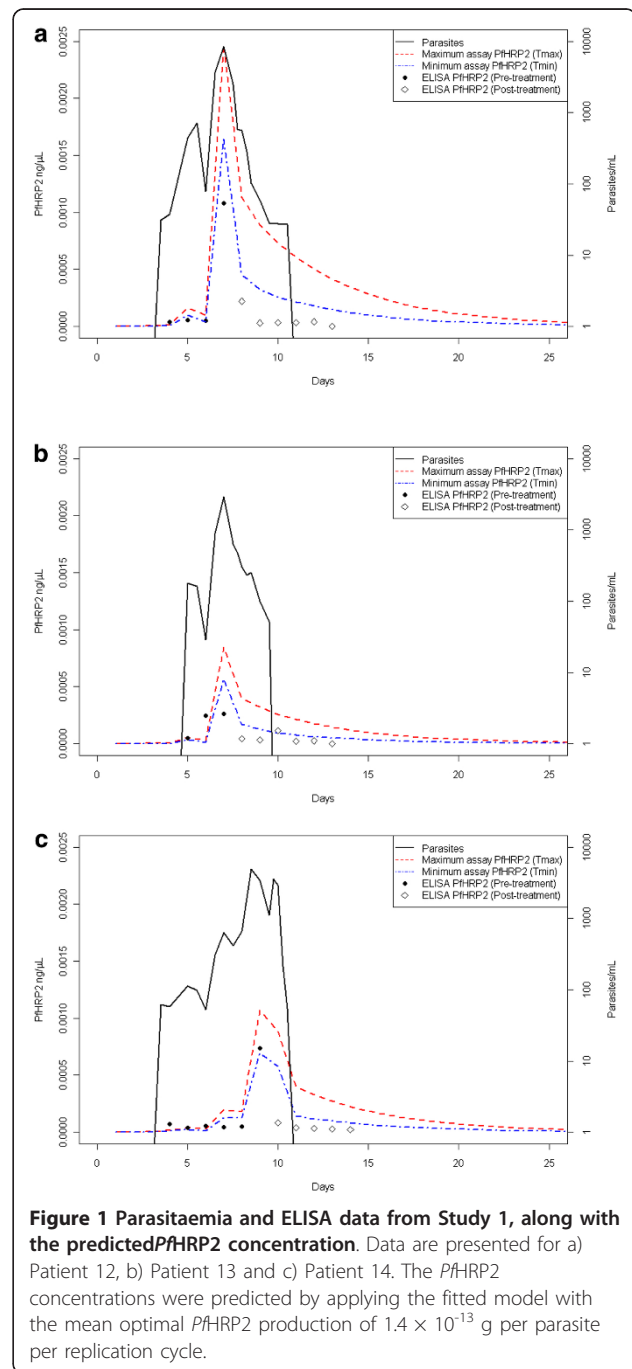 a
Parasites
Maximum assay PfHRP2 (Tmax)
Minimum assay PfHRP2 (Tmin)
ELISA PfHRP2 (Pre-treatment)
ELISA PfHRP2 (Post-treatment)
PfHRP2 ng/µL
0.0025
0.0020
0.0015
0.0010
0.0005
0.0000
10000
1000
100
10
1
Parasites/mL
0 5 10 15 20 25
Days
b
Parasites
Maximum assay PfHRP2 (Tmax)
Minimum assay PfHRP2 (Tmin)
ELISA PfHRP2 (Pre-treatment)
ELISA PfHRP2 (Post-treatment)
PfHRP2 ng/µL
0.0025
0.0020
0.0015
0.0010
0.0005
0.0000
10000
1000
100
10
1
Parasites/mL
0 5 10 15 20 25
Days
c
Parasites
Maximum assay PfHRP2 (Tmax)
Minimum assay PfHRP2 (Tmin)
ELISA PfHRP2 (Pre-treatment)
ELISA PfHRP2 (Post-treatment)
PfHRP2 ng/µL
0.0025
0.0020
0.0015
0.0010
0.0005
0.0000
10000
1000
100
10
1
Parasites/mL
0 5 10 15 20 25
Days
Figure 1 Parasitaemia and ELISA data from Study 1, along with
the predictedPfHRP2 concentration. Data are presented for a)
Patient 12, b) Patient 13 and c) Patient 14. The PfHRP2
concentrations were predicted by applying the fitted model with
the mean optimal PfHRP2 production of 1.4 × 10⁻¹³ g per parasite
per replication cycle.